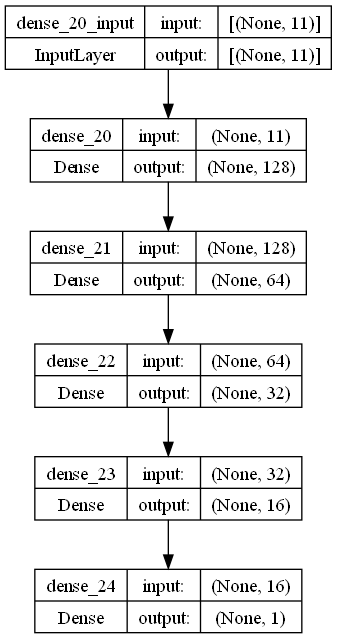 dense_20_input input: [(None, 11)]
InputLayer output: [(None, 11)]
dense_20 input: (None, 11)
Dense output: (None, 128)
dense_21 input: (None, 128)
Dense output: (None, 64)
dense_22 input: (None, 64)
Dense output: (None, 32)
dense_23 input: (None, 32)
Dense output: (None, 16)
dense_24 input: (None, 16)
Dense output: (None, 1)